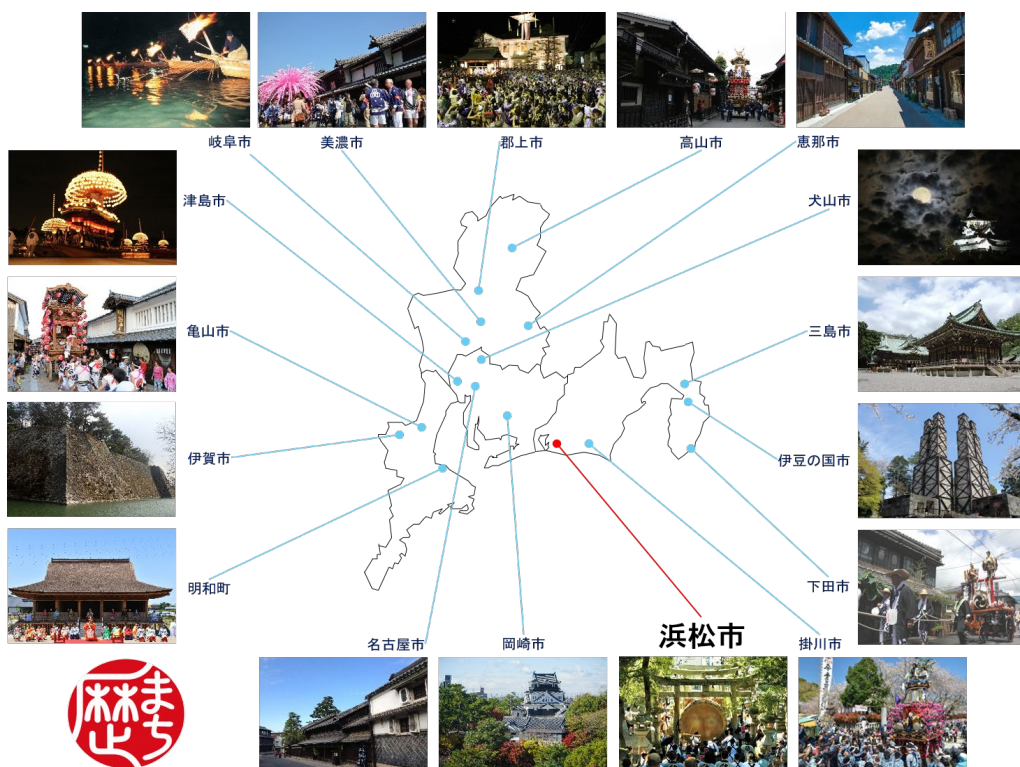 岐阜市
美濃市
郡上市
高山市
恵那市
津島市
犬山市
亀山市
三島市
伊賀市
伊豆の国市
明和町
下田市
名古屋市
岡崎市
浜松市
掛川市
歴まち